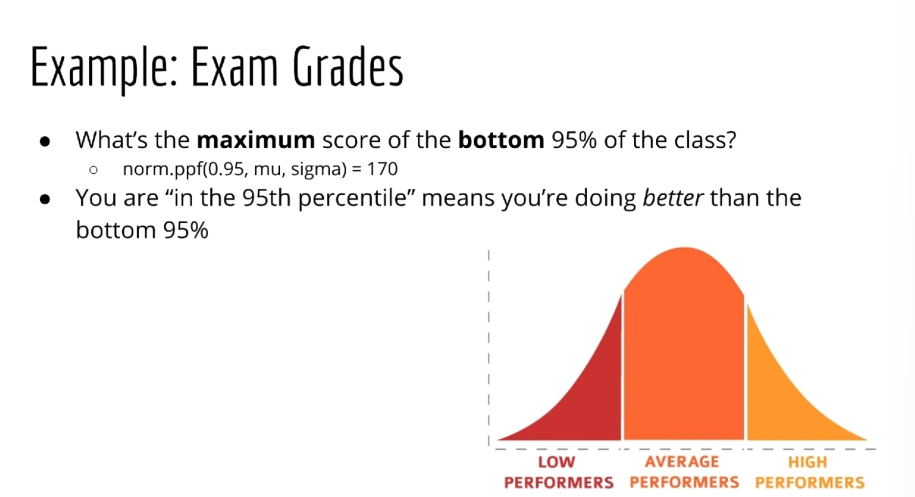 Example: Exam Grades
● What's the maximum score of the bottom 95% of the class?
○ norm.ppf(0.95, mu, sigma) = 170
● You are “in the 95th percentile” means you're doing better than the
bottom 95%
LOW
PERFORMERS
AVERAGE
PERFORMERS
HIGH
PERFORMERS